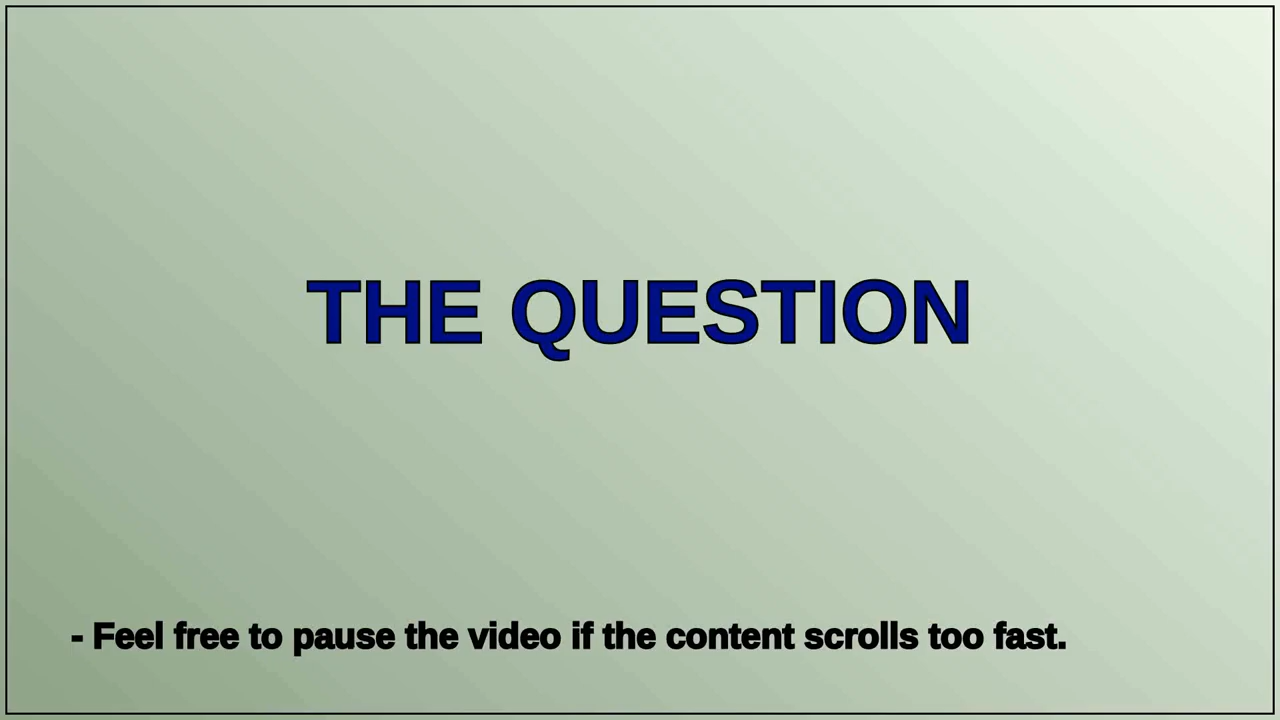 THE QUESTION
- Feel free to pause the video if the content scrolls too fast.